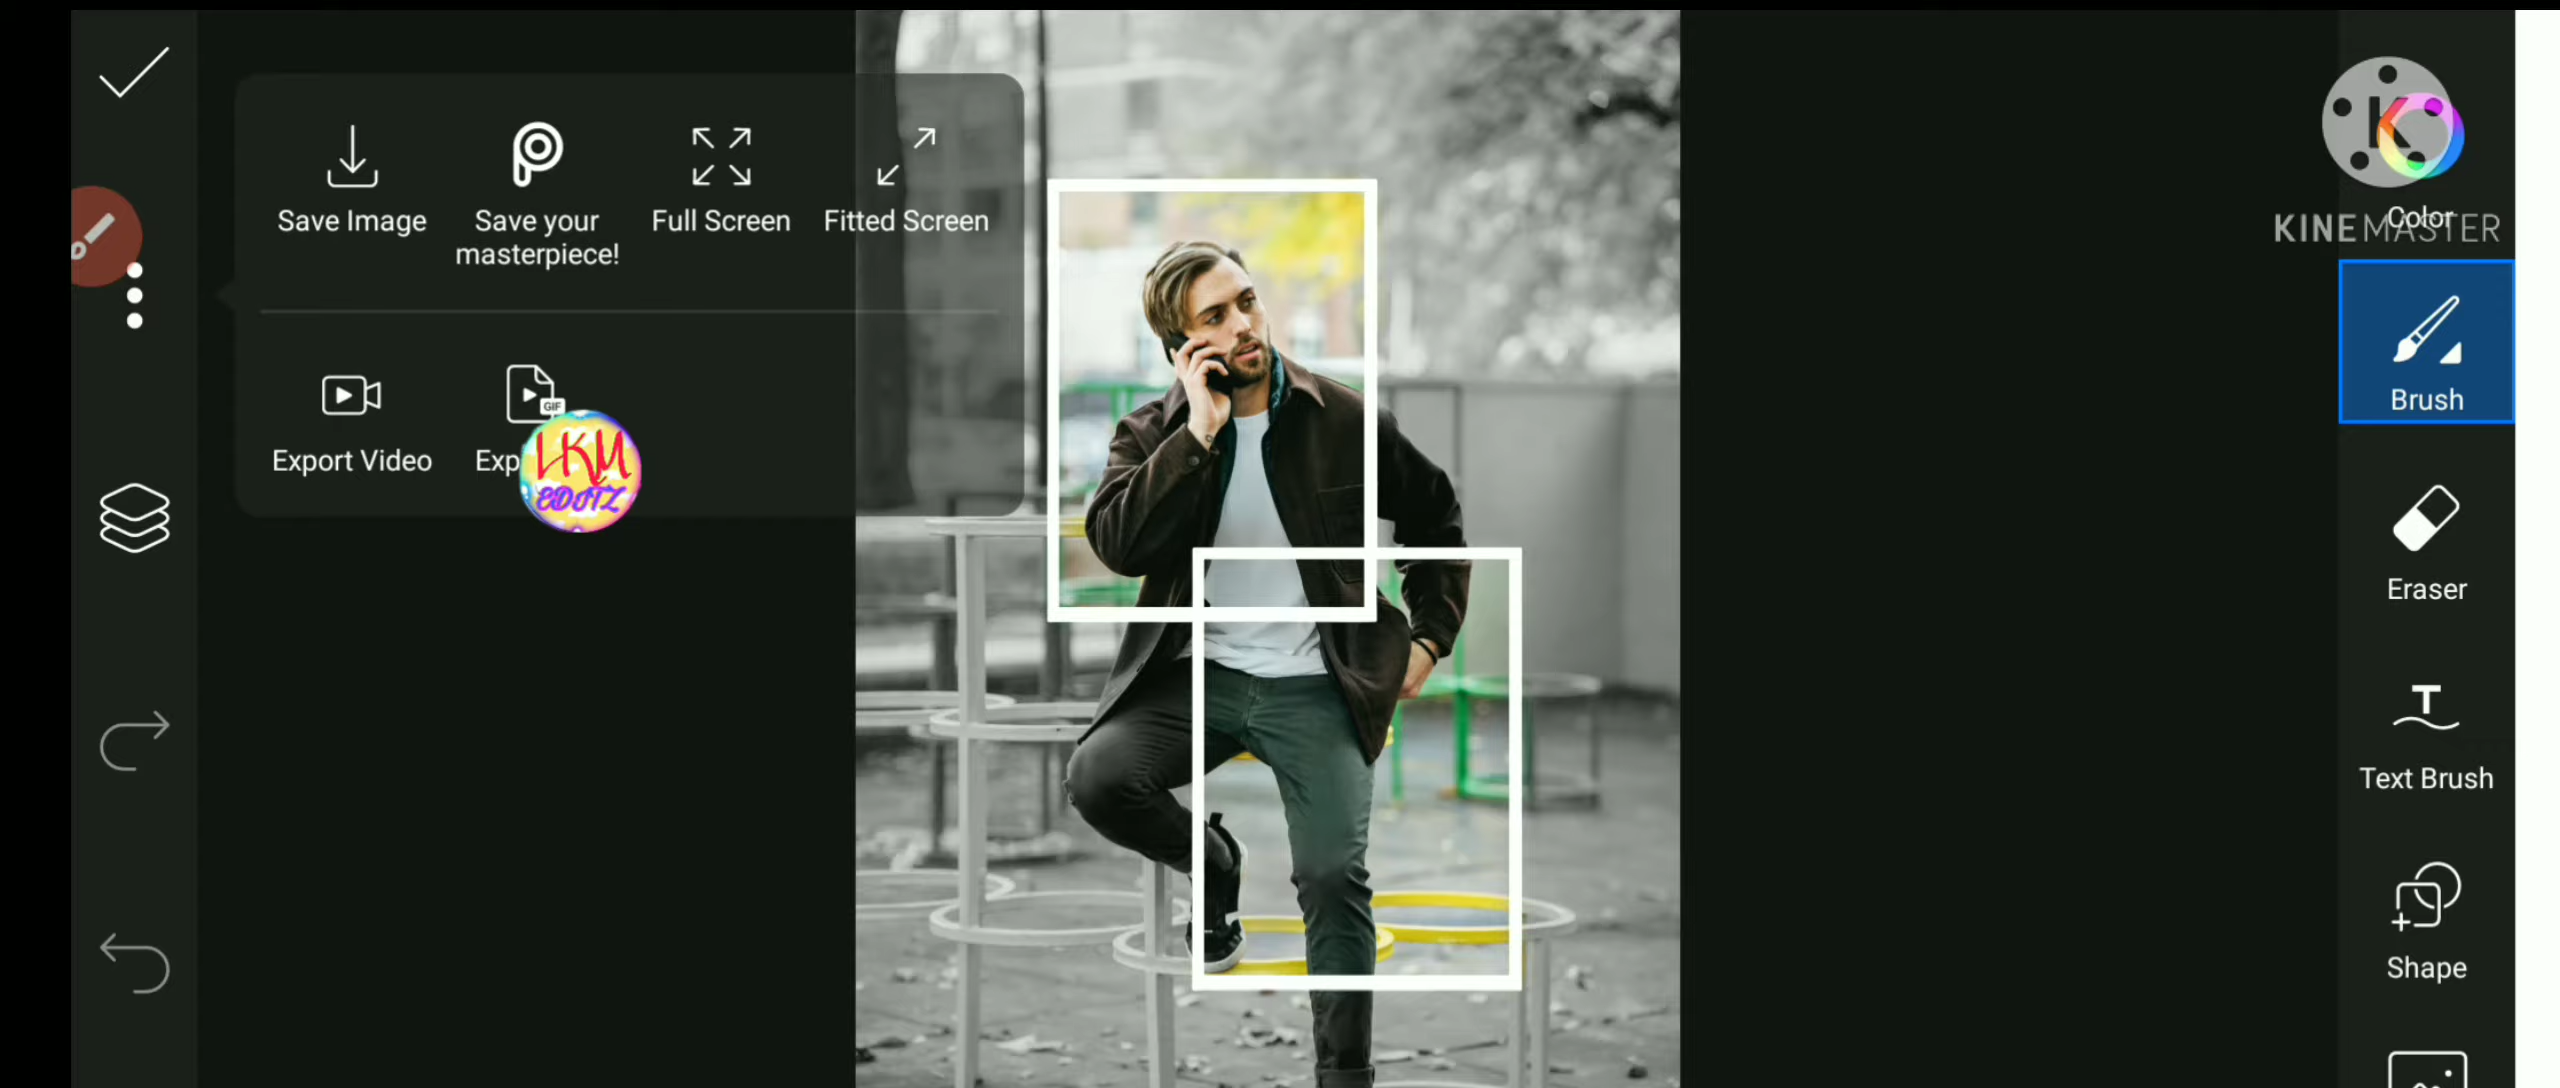 Save Image
Save your
masterpiece!
Full Screen
Fitted Screen
Export Video
GIF
LKM
EDITZ
K
Color
KINEMASTER
Brush
Eraser
T
Text Brush
Shape